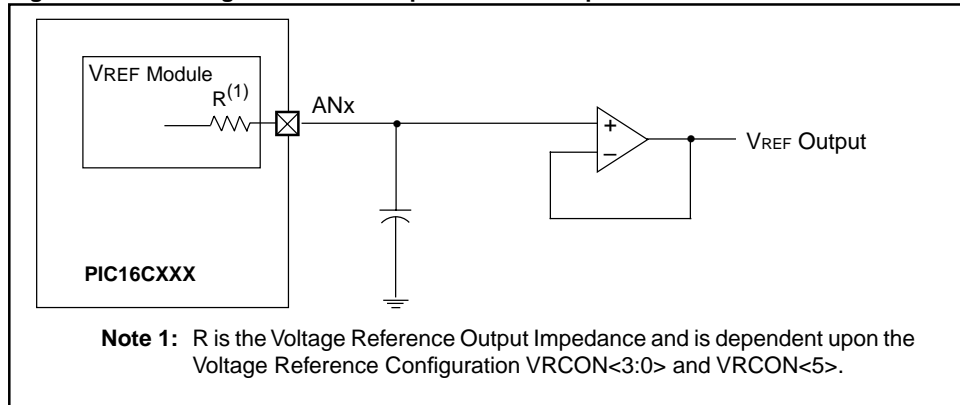 VREF Module
R(1)
ANx
+
–
VREF Output
PIC16CXXX
Note 1: R is the Voltage Reference Output Impedance and is dependent upon the
Voltage Reference Configuration VRCON<3:0> and VRCON<5>.